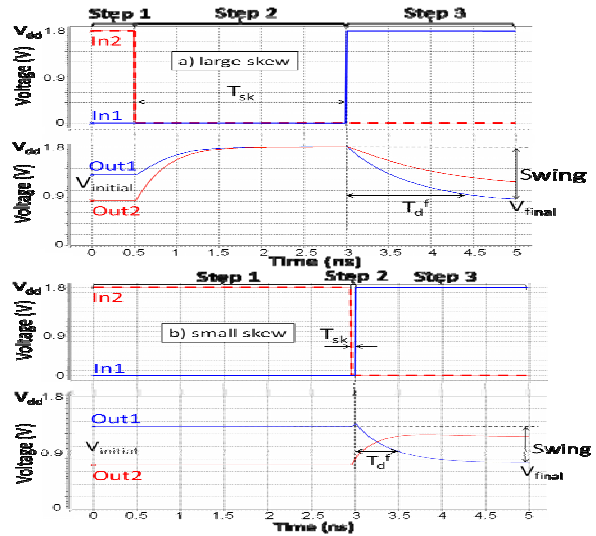 Step 1 Step 2 Step 3
Vdd
1.8
0.9
0
Voltage (V)
In2
In1
a) large skew
Tsk
Vdd
1.8
0.9
0
Voltage (V)
Out1
Vinitial
Out2
Swing
Tdf
Vfinal
0 0.5 1 1.5 2 2.5 3 3.5 4 4.5 5
Time (ns)
Step 1 Step 2 Step 3
Vdd
1.8
0.9
0
Voltage (V)
In2
In1
b) small skew
Tsk
Vdd
1.8
0.9
0
Voltage (V)
Out1
Vinitial
Out2
Swing
Tdf
Vfinal
0 0.5 1 1.5 2 2.5 3 3.5 4 4.5 5
Time (ns)